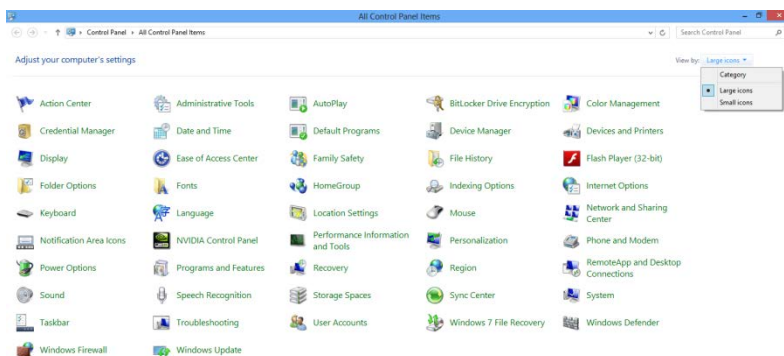 All Control Panel Items
Control Panel
All Control Panel Items
Search Control Panel
Adjust your computer's settings
View by: Large icons
Category
Large icons
Small icons
Action Center
Administrative Tools
AutoPlay
BitLocker Drive Encryption
Color Management
Credential Manager
Date and Time
Default Programs
Device Manager
Devices and Printers
Display
Ease of Access Center
Family Safety
File History
Flash Player (32-bit)
Folder Options
Fonts
HomeGroup
Indexing Options
Internet Options
Keyboard
Language
Location Settings
Mouse
Network and Sharing
Center
Notification Area Icons
NVIDIA Control Panel
Performance Information
and Tools
Personalization
Phone and Modem
Power Options
Programs and Features
Recovery
Region
RemoteApp and Desktop
Connections
Sound
Speech Recognition
Storage Spaces
Sync Center
System
Taskbar
Troubleshooting
User Accounts
Windows 7 File Recovery
Windows Defender
Windows Firewall
Windows Update